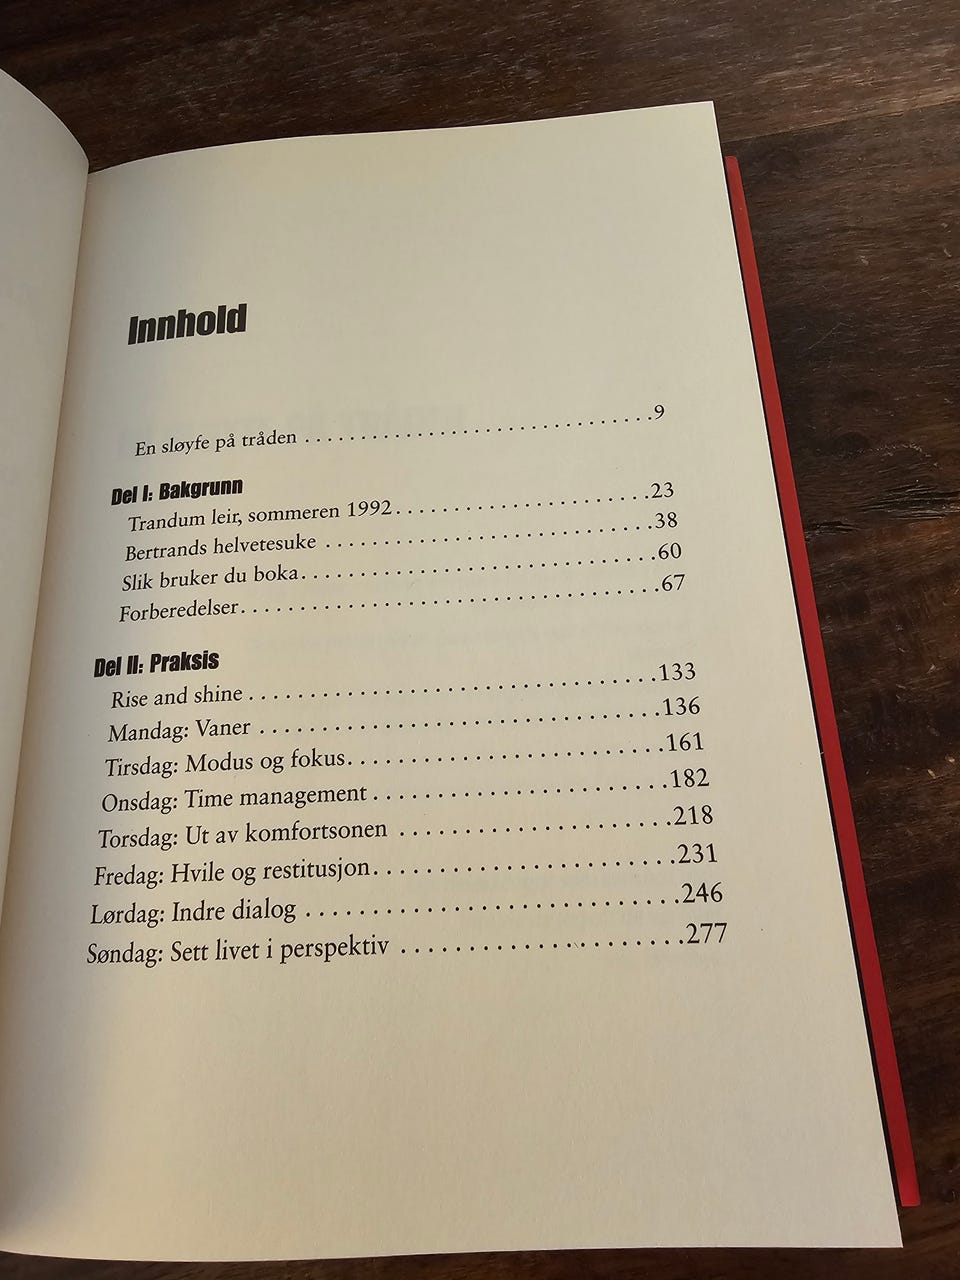 Innhold
En sløyfe på tråden . . . . . . . . . . . . . . . . . . . . . . . . . . . . . . . .9
Del I: Bakgrunn
Trandum leir, sommeren 1992. . . . . . . . . . . . . . . . . . . . . . .23
Bertrands helvetesuke . . . . . . . . . . . . . . . . . . . . . . . . . . . . .38
Slik bruker du boka. . . . . . . . . . . . . . . . . . . . . . . . . . . . . . .60
Forberedelser. . . . . . . . . . . . . . . . . . . . . . . . . . . . . . . . . . . .67
Del II: Praksis
Rise and shine . . . . . . . . . . . . . . . . . . . . . . . . . . . . . . . . .133
Mandag: Vaner . . . . . . . . . . . . . . . . . . . . . . . . . . . . . . . .136
Tirsdag: Modus og fokus. . . . . . . . . . . . . . . . . . . . . . . . .161
Onsdag: Time management . . . . . . . . . . . . . . . . . . . . . .182
Torsdag: Ut av komfortsonen . . . . . . . . . . . . . . . . . . . .218
Fredag: Hvile og restitusjon. . . . . . . . . . . . . . . . . . . . . .231
Lørdag: Indre dialog . . . . . . . . . . . . . . . . . . . . . . . . . . .246
Søndag: Sett livet i perspektiv . . . . . . . . . . . . . . . . . . . .277